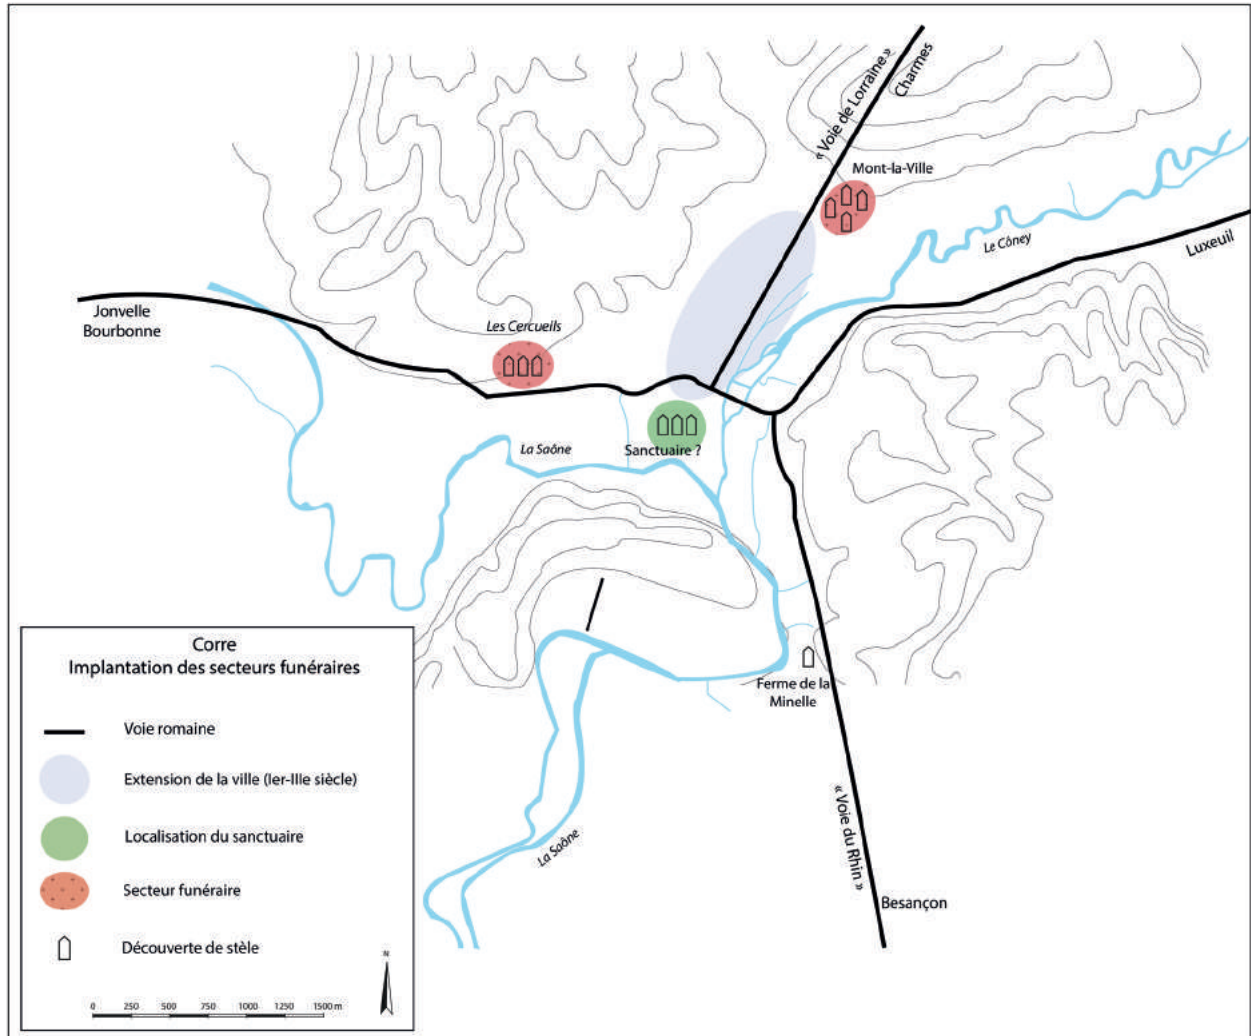 « Voie de Lorraine »
Charmes
Mont-la-Ville
Le Côney
Luxeuil
Jonvelle
Bourbonne
Les Cercueils
La Saône
Sanctuaire ?
Ferme de la
Minelle
« Voie du Rhin »
La Saône
Besançon
Corre
Implantation des secteurs funéraires
Voie romaine
Extension de la ville (Ier-IIIe siècle)
Localisation du sanctuaire
Secteur funéraire
Découverte de stèle
N
0 250 500 750 1000 1250 1500 m